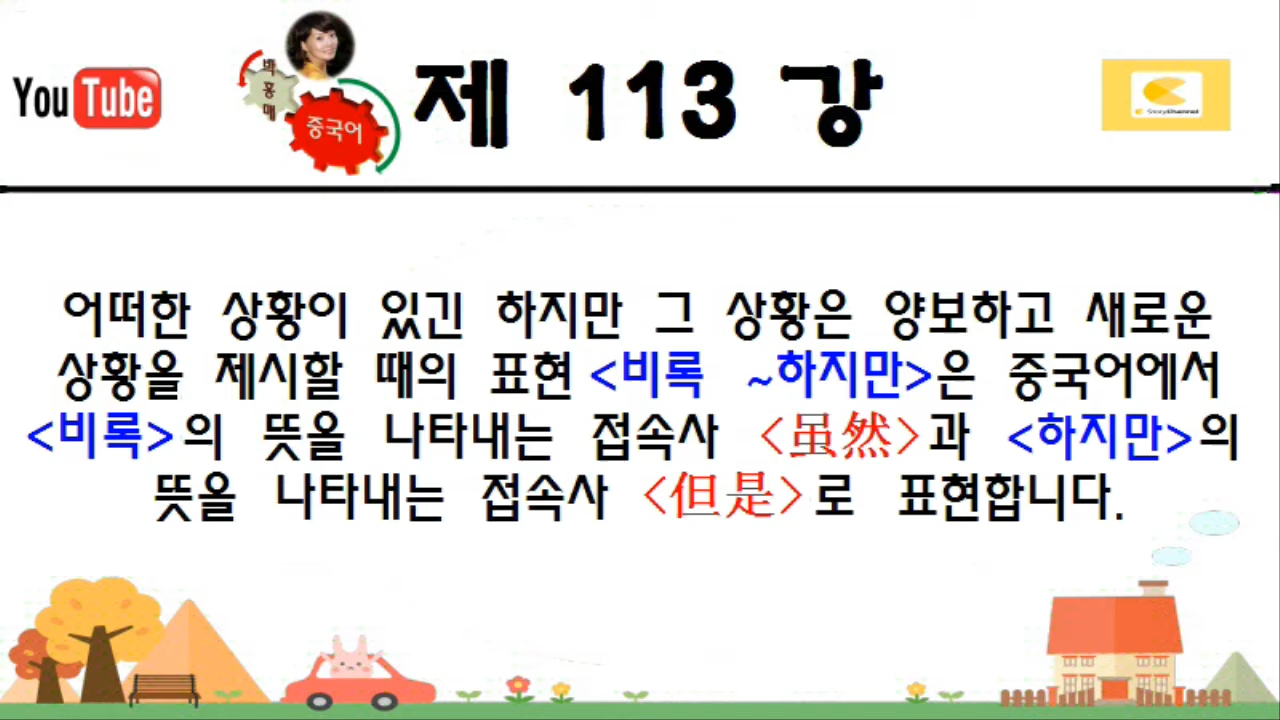 YouTube
박홍매
중국어
제 113 강
StoryChannel
어떠한 상황이 있긴 하지만 그 상황은 양보하고 새로운
상황을 제시할 때의 표현 <비록 ~하지만>은 중국어에서
<비록>의 뜻을 나타내는 접속사 <虽然>과 <하지만>의
뜻을 나타내는 접속사 <但是>로 표현합니다.